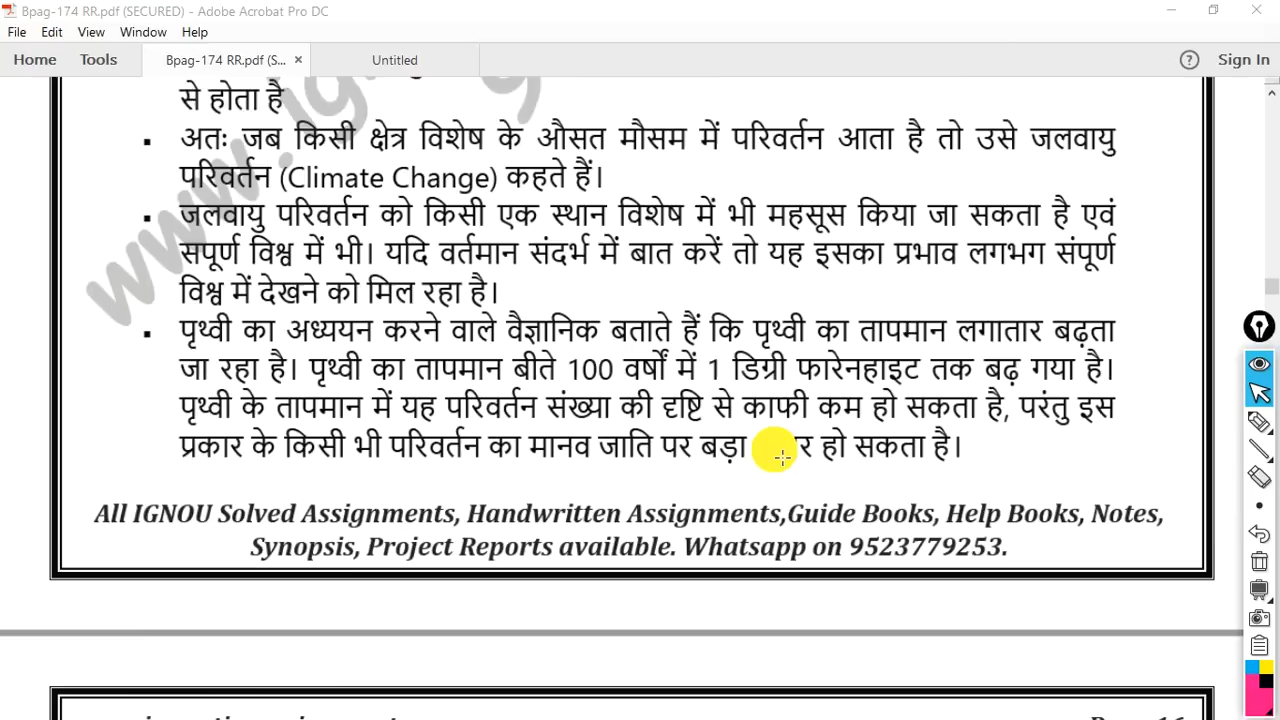 Bpag-174 RR.pdf (SECURED) - Adobe Acrobat Pro DC
File Edit View Window Help
Home Tools Bpag-174 RR.pdf (S... × Untitled Sign In
से होता है
▪ अतः जब किसी क्षेत्र विशेष के औसत मौसम में परिवर्तन आता है तो उसे जलवायु
परिवर्तन (Climate Change) कहते हैं।
▪ जलवायु परिवर्तन को किसी एक स्थान विशेष में भी महसूस किया जा सकता है एवं
संपूर्ण विश्व में भी। यदि वर्तमान संदर्भ में बात करें तो यह इसका प्रभाव लगभग संपूर्ण
विश्व में देखने को मिल रहा है।
▪ पृथ्वी का अध्ययन करने वाले वैज्ञानिक बताते हैं कि पृथ्वी का तापमान लगातार बढ़ता
जा रहा है। पृथ्वी का तापमान बीते 100 वर्षों में 1 डिग्री फारेनहाइट तक बढ़ गया है।
पृथ्वी के तापमान में यह परिवर्तन संख्या की दृष्टि से काफी कम हो सकता है, परंतु इस
प्रकार के किसी भी परिवर्तन का मानव जाति पर बड़ा हो सकता है।
All IGNOU Solved Assignments, Handwritten Assignments,Guide Books, Help Books, Notes,
Synopsis, Project Reports available. Whatsapp on 9523779253.